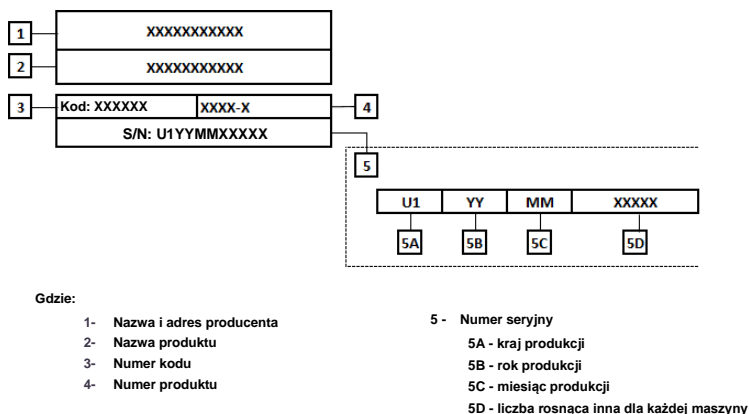 1
XXXXXXXXXXX
2
XXXXXXXXXXX
3
Kod: XXXXXX
XXXX-X
4
S/N: U1YYMMXXXXX
5
U1 YY MM XXXXX
5A 5B 5C 5D
Gdzie:
1- Nazwa i adres producenta
2- Nazwa produktu
3- Numer kodu
4- Numer produktu
5 - Numer seryjny
5A - kraj produkcji
5B - rok produkcji
5C - miesiąc produkcji
5D - liczba rosnąca inna dla każdej maszyny